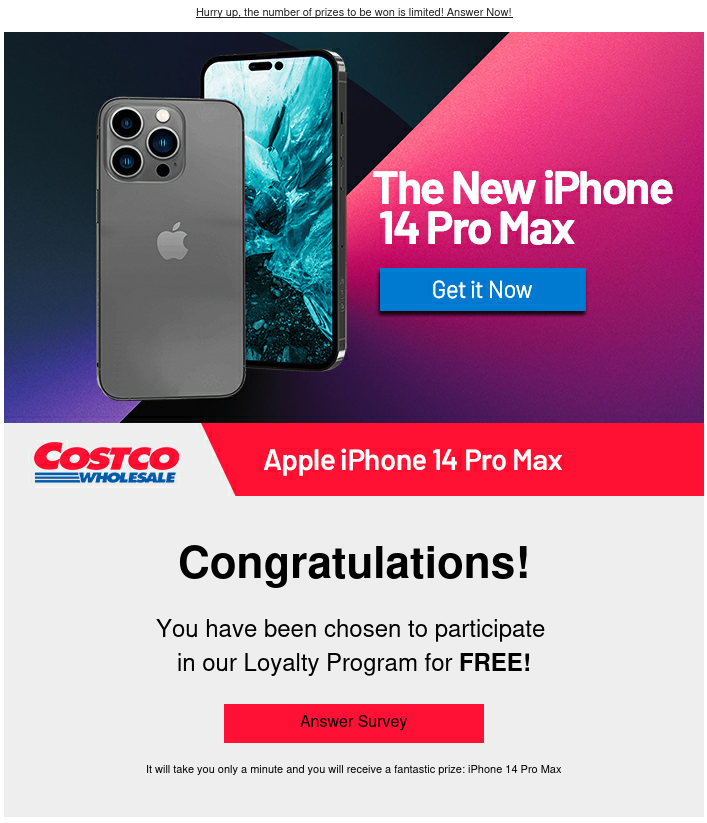 Hurry up, the number of prizes to be won is limited! Answer Now!
The New iPhone
14 Pro Max
Get it Now
COSTCO
WHOLESALE
Apple iPhone 14 Pro Max
Congratulations!
You have been chosen to participate
in our Loyalty Program for FREE!
Answer Survey
It will take you only a minute and you will receive a fantastic prize: iPhone 14 Pro Max